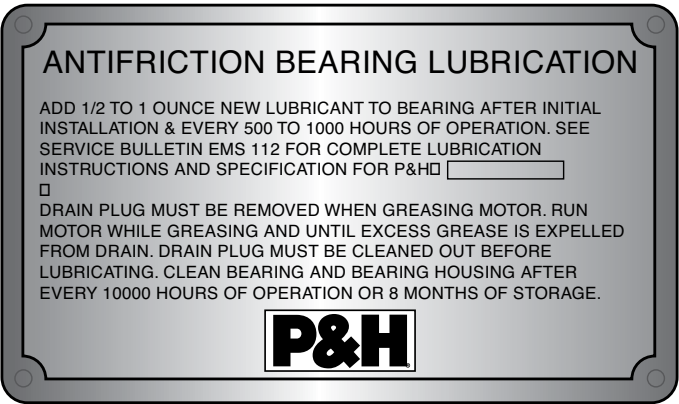 ANTIFRICTION BEARING LUBRICATION
ADD 1/2 TO 1 OUNCE NEW LUBRICANT TO BEARING AFTER INITIAL
INSTALLATION & EVERY 500 TO 1000 HOURS OF OPERATION. SEE
SERVICE BULLETIN EMS 112 FOR COMPLETE LUBRICATION
INSTRUCTIONS AND SPECIFICATION FOR P&H□
□
DRAIN PLUG MUST BE REMOVED WHEN GREASING MOTOR. RUN
MOTOR WHILE GREASING AND UNTIL EXCESS GREASE IS EXPELLED
FROM DRAIN. DRAIN PLUG MUST BE CLEANED OUT BEFORE
LUBRICATING. CLEAN BEARING AND BEARING HOUSING AFTER
EVERY 10000 HOURS OF OPERATION OR 8 MONTHS OF STORAGE.
P&H®